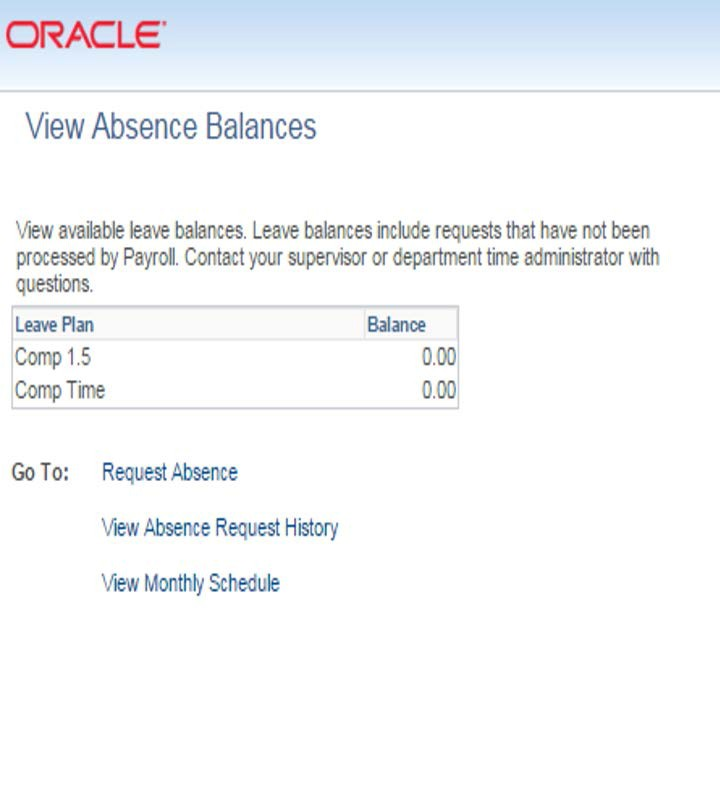 ORACLE
View Absence Balances
View available leave balances. Leave balances include requests that have not been
processed by Payroll. Contact your supervisor or department time administrator with
questions.
Leave Plan Balance
Comp 1.5 0.00
Comp Time 0.00
Go To: Request Absence
View Absence Request History
View Monthly Schedule